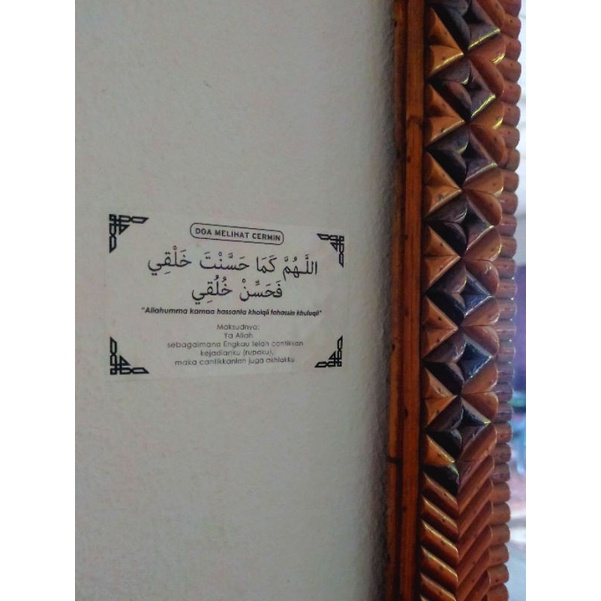 DOA MELIHAT CERMIN
اللَّهُمَّ كَمَا حَسَّنْتَ خَلْقِي
فَحَسِّنْ خُلُقِي
"Allahumma kamaa hassanta kholqii fahassin khuluqii"
Maksudnya:
Ya Allah
sebagaimana Engkau telah cantikkan
kejadianku (rupaku),
maka cantikkanlah juga akhlakku